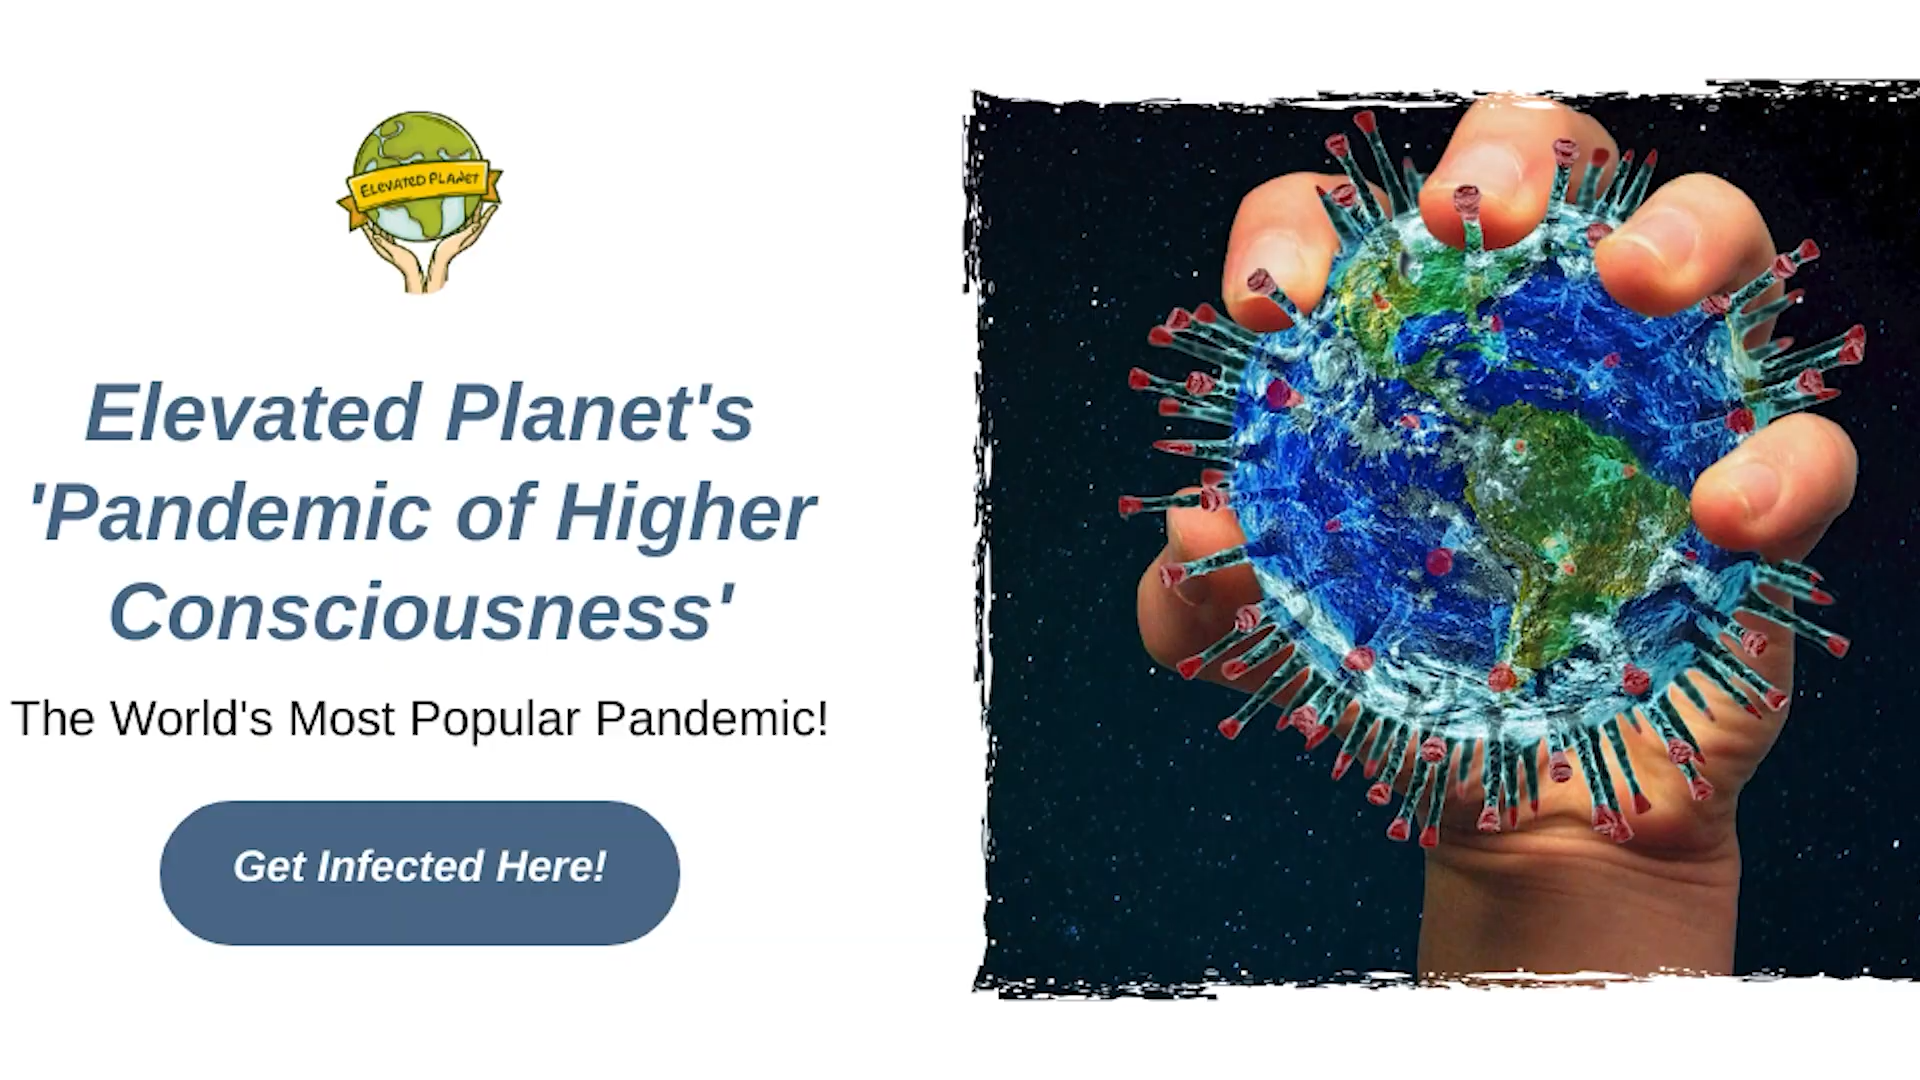 ELEVATED PLANET
Elevated Planet's
'Pandemic of Higher
Consciousness'
The World's Most Popular Pandemic!
Get Infected Here!